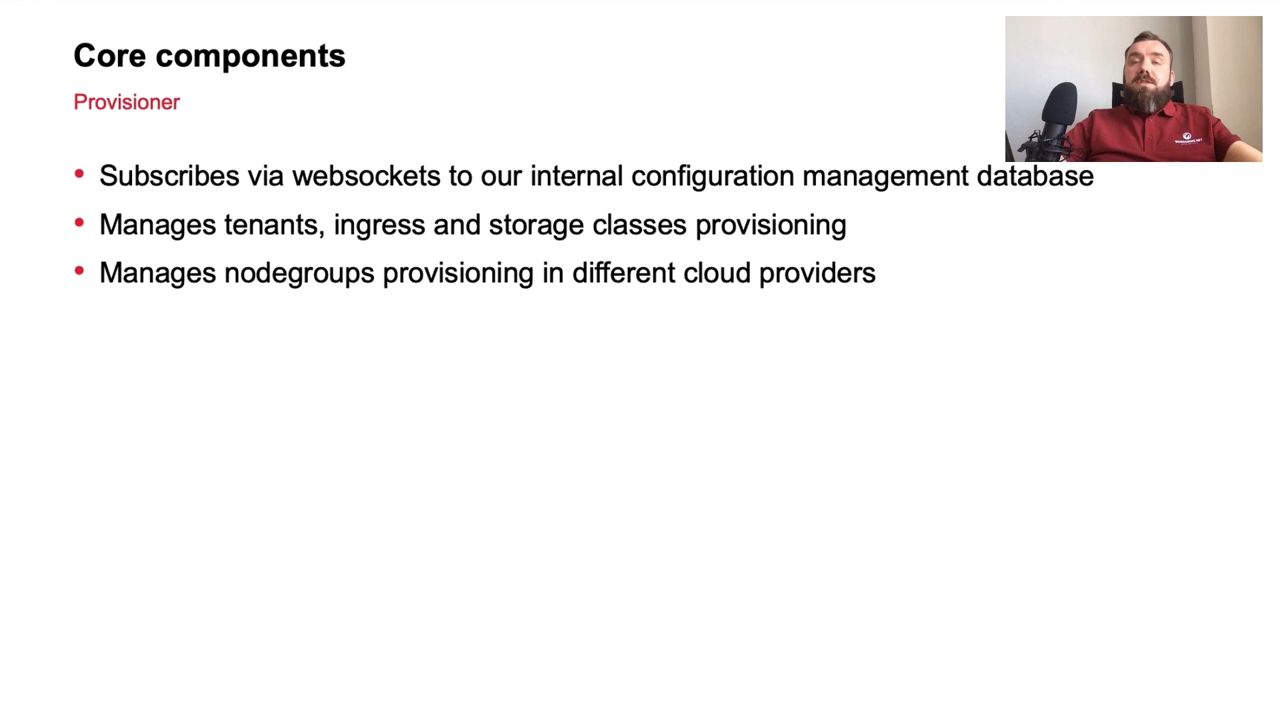 Core components
Provisioner
• Subscribes via websockets to our internal configuration management database
• Manages tenants, ingress and storage classes provisioning
• Manages nodegroups provisioning in different cloud providers